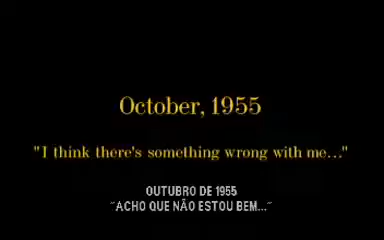 October, 1955
"I think there's something wrong with me..."
OUTUBRO DE 1955
"ACHO QUE NÃO ESTOU BEM..."